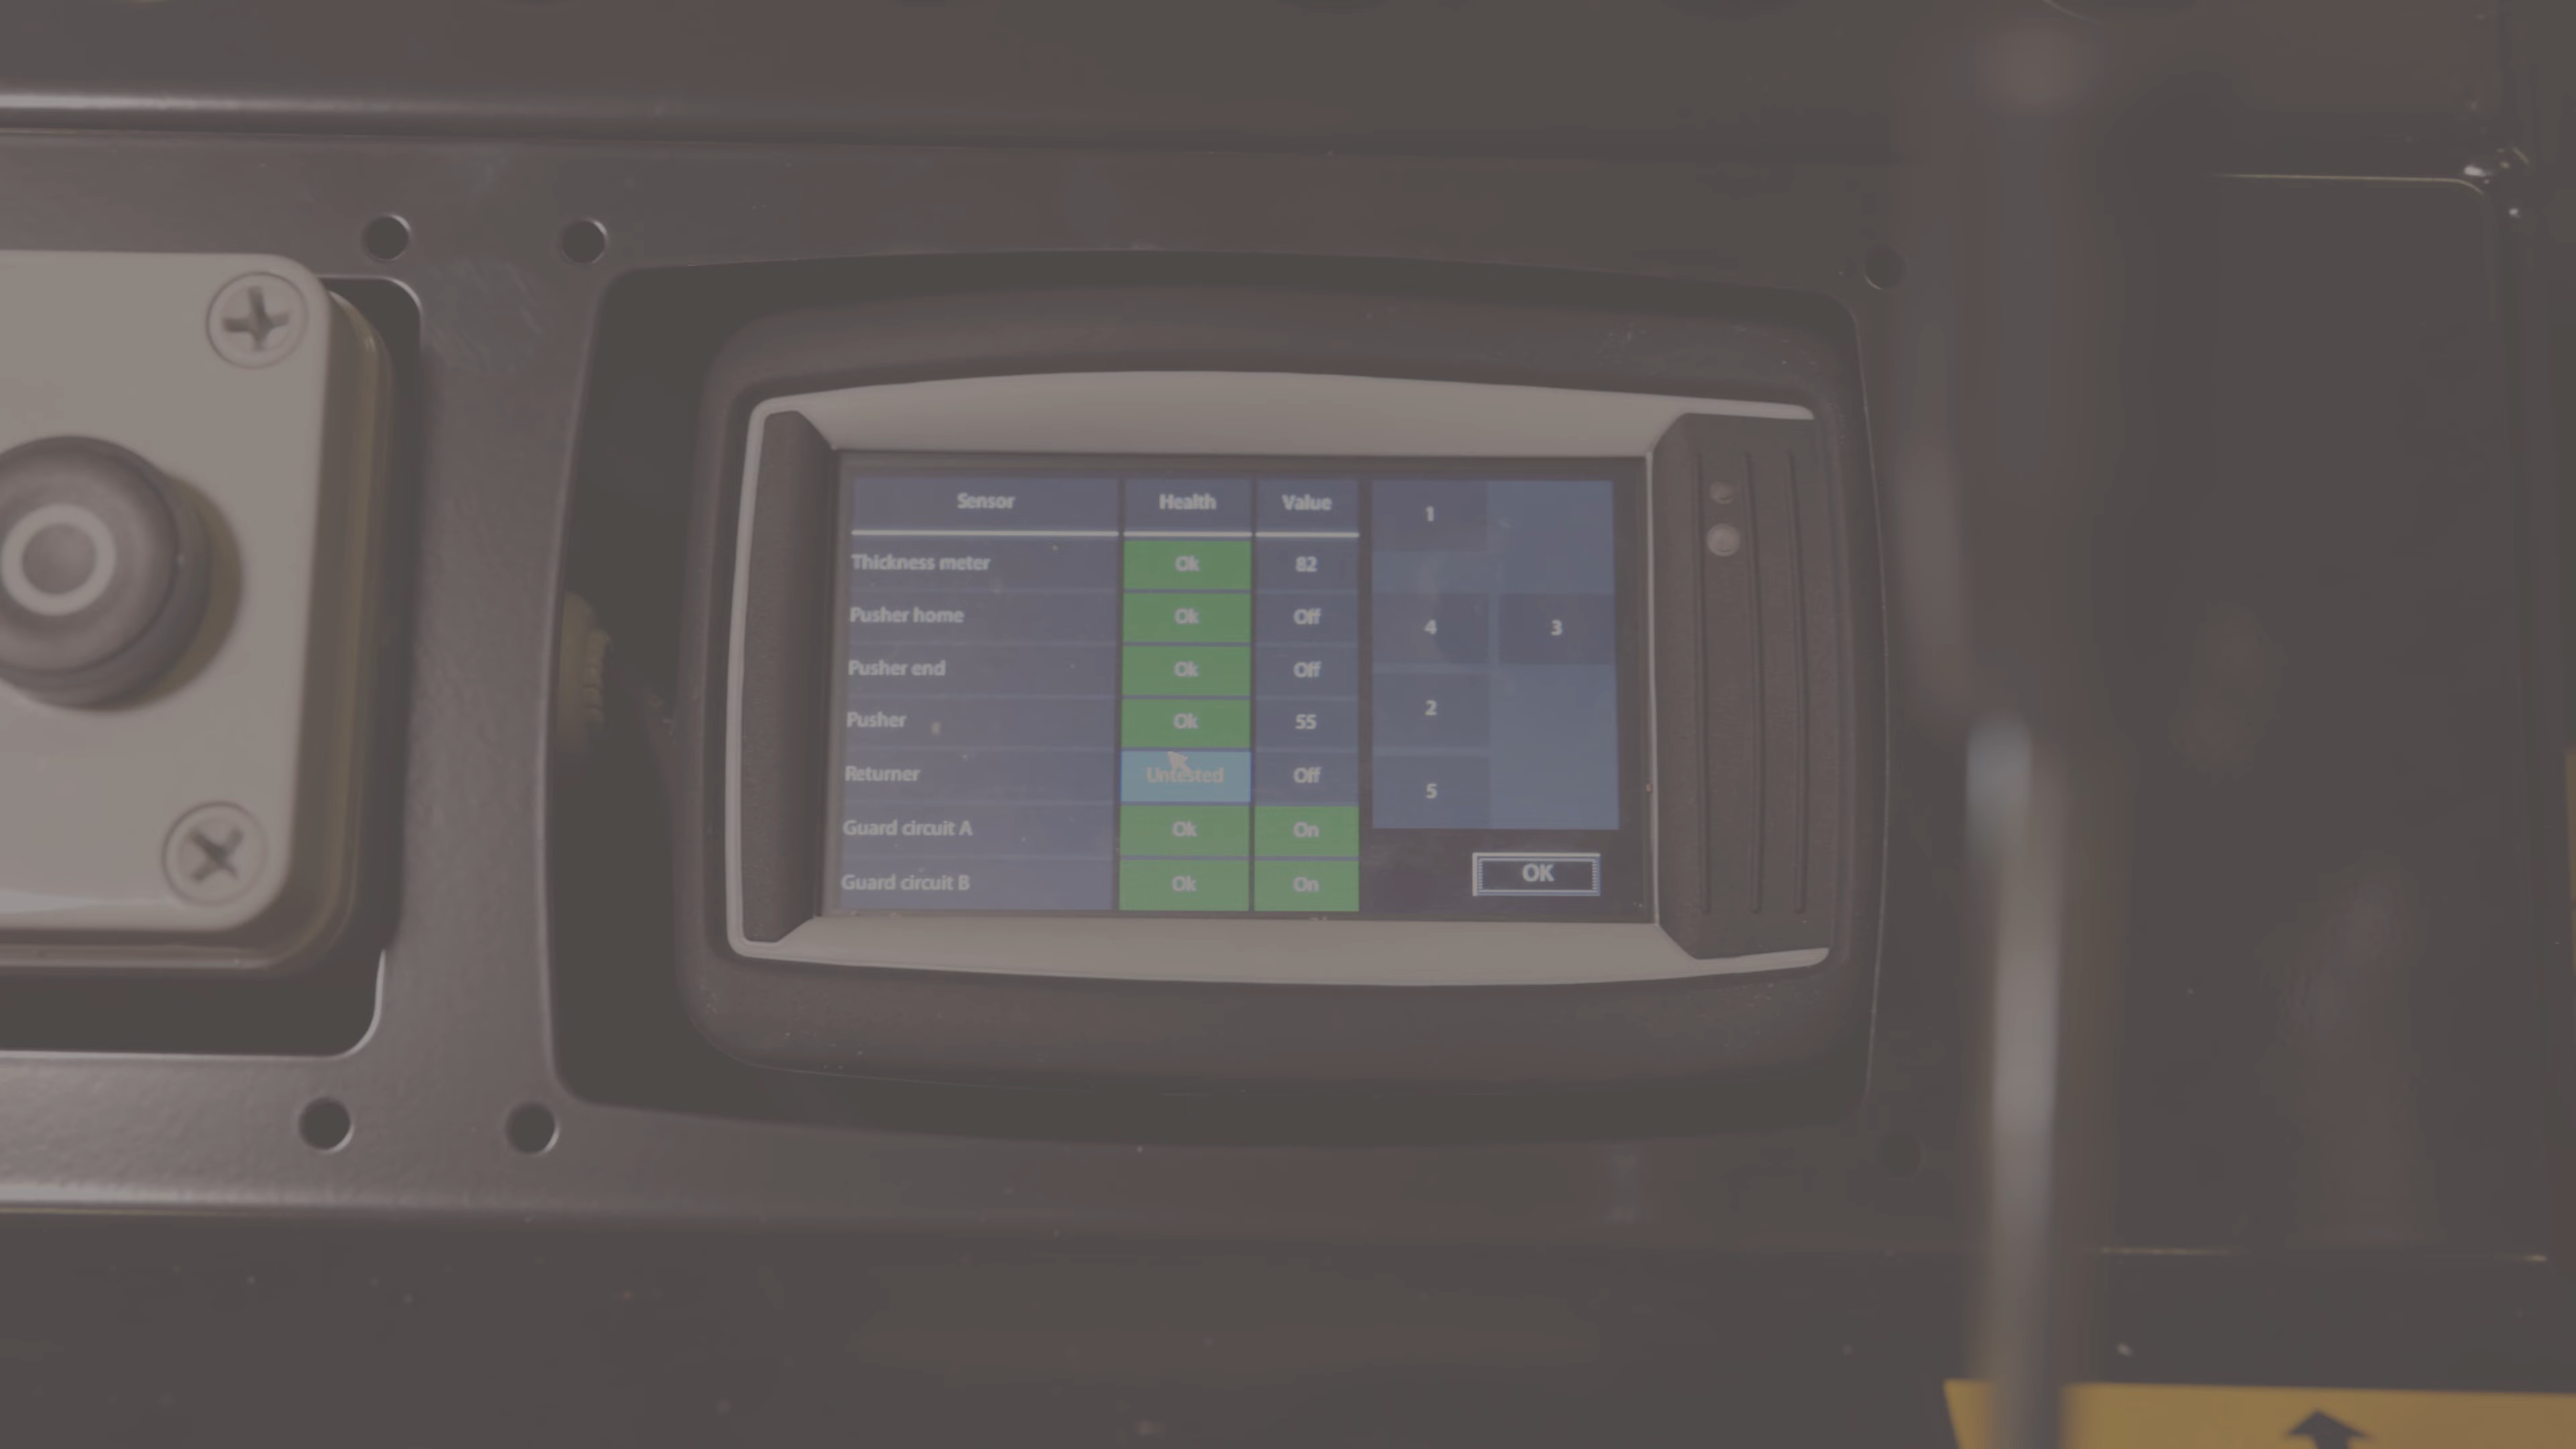 Sensor Health Value
Thickness meter Ok 82
Pusher home Ok Off
Pusher end Ok Off
Pusher Ok 55
Returner Untested Off
Guard circuit A Ok On
Guard circuit B Ok On
1
4 3
2
5
OK